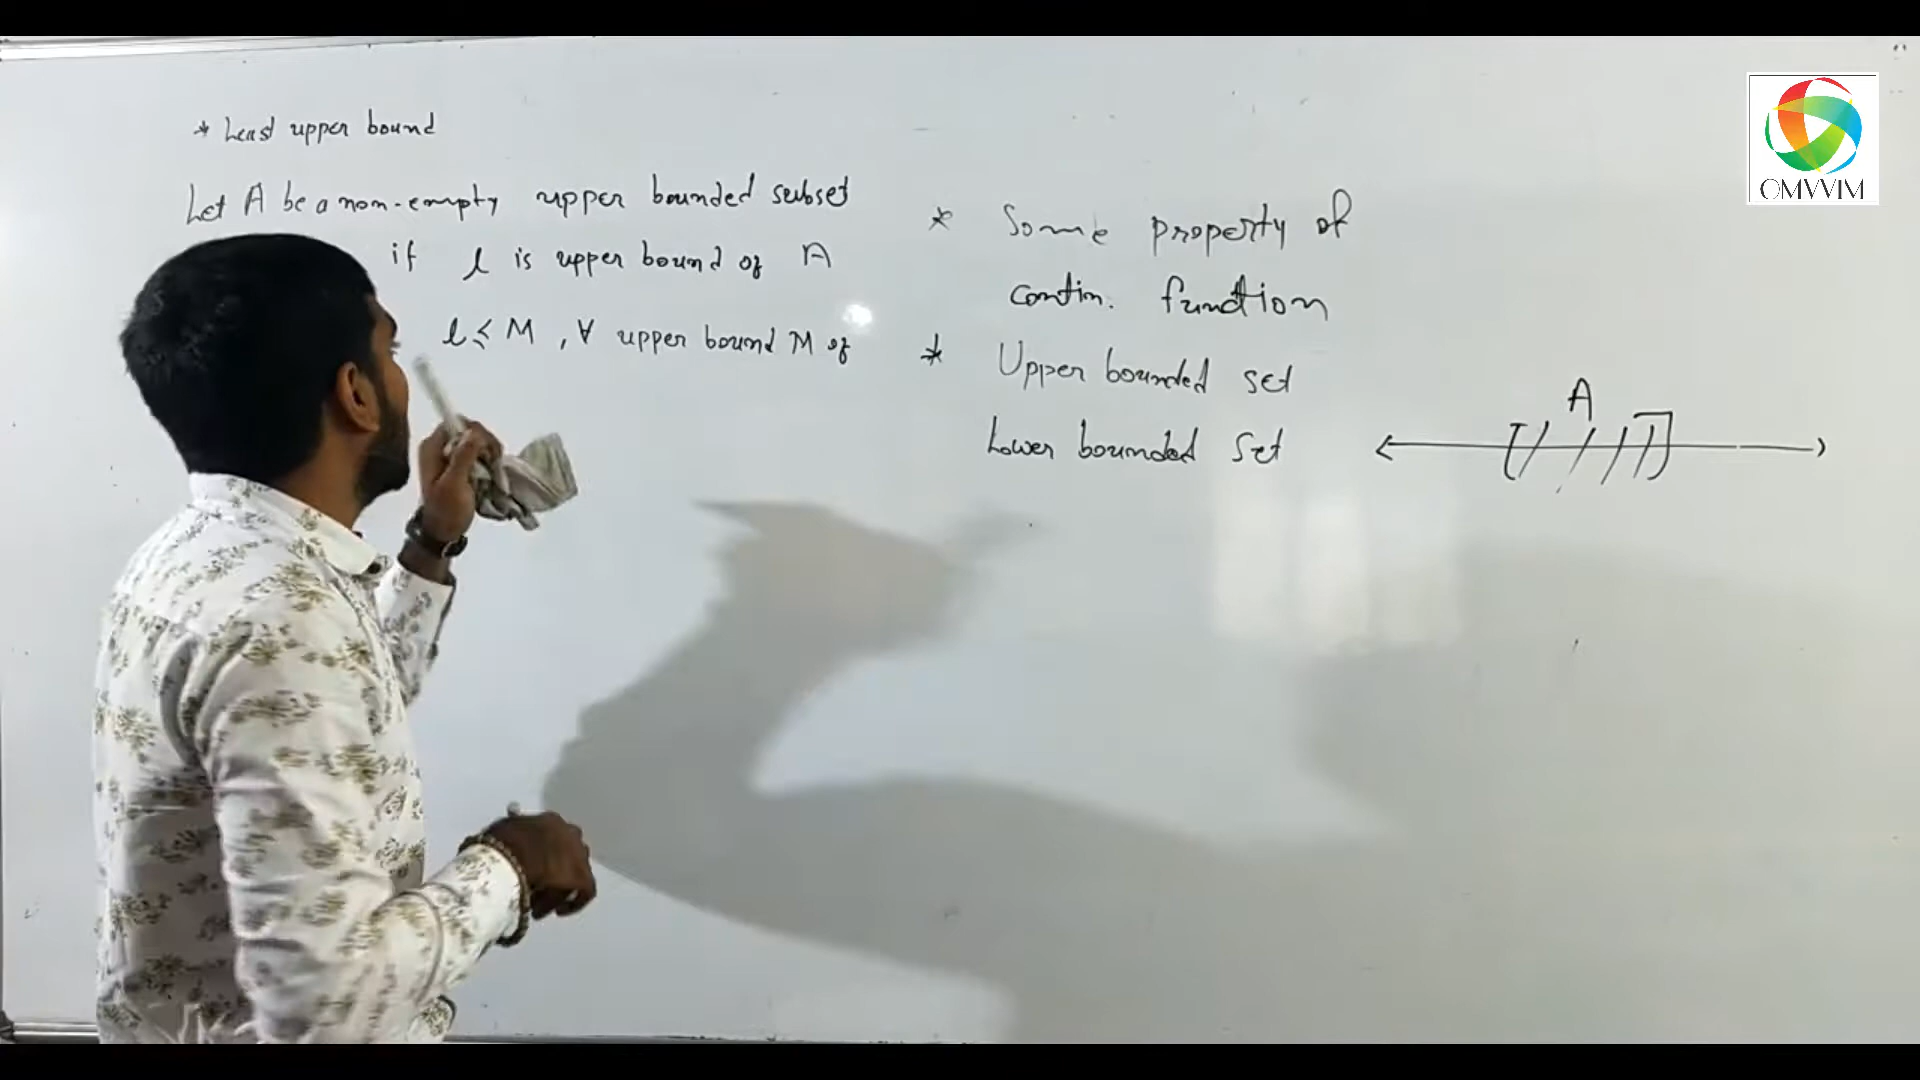 * Least upper bound
Let A be a non-empty upper bounded subset
if l is upper bound of A
l ≤ M , ∀ upper bound M of
* Some property of
contin. function
* Upper bounded set
Lower bounded set
A
OMVVIM